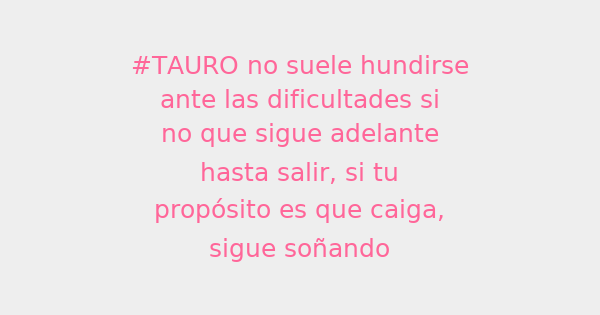 #TAURO no suele hundirse
ante las dificultades si
no que sigue adelante
hasta salir, si tu
propósito es que caiga,
sigue soñando